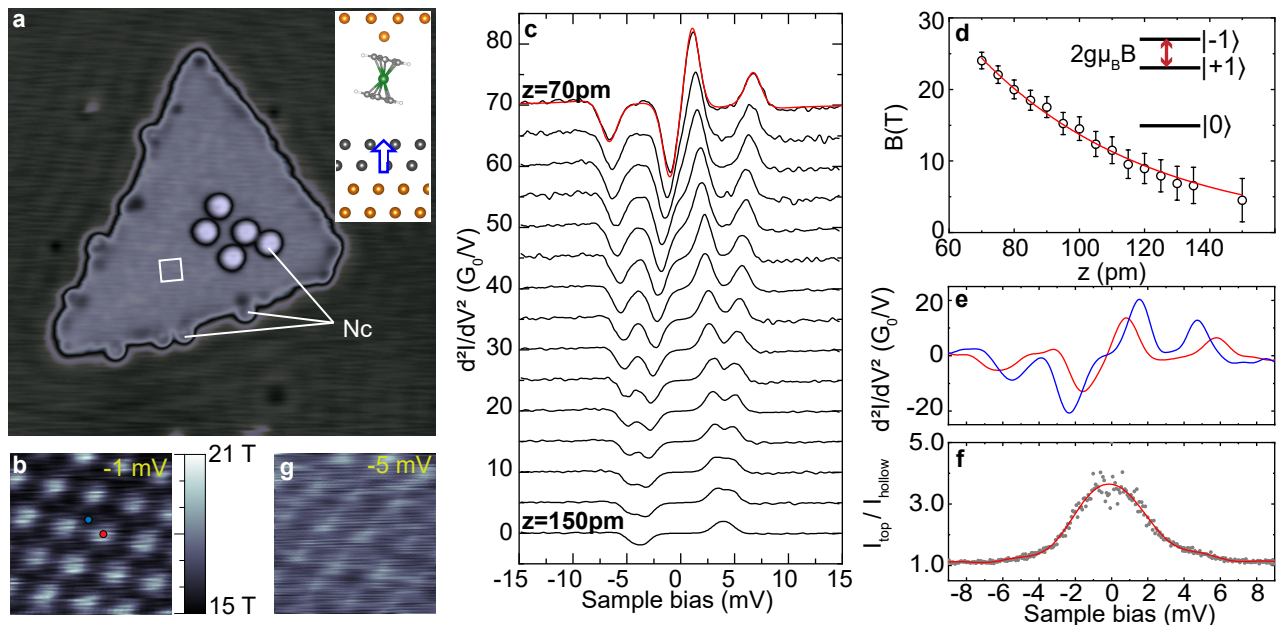 a
Nc
b
-1 mV
21 T
15 T
g
-5 mV
c
z=70pm
z=150pm
d²I/dV² (G₀/V)
80
70
60
50
40
30
20
10
0
-15
-10
-5
0
5
10
15
Sample bias (mV)
d
2gμ_BB
|-1⟩
|+1⟩
|0⟩
B(T)
30
20
10
0
60
80
100
120
140
z (pm)
e
d²I/dV² (G₀/V)
20
0
-20
f
I_top / I_hollow
5.0
3.0
1.0
-8
-6
-4
-2
0
2
4
6
8
Sample bias (mV)